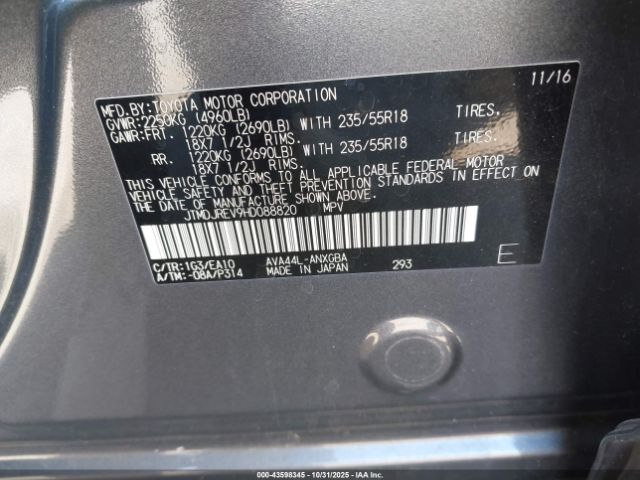 11/16
MFD.BY:TOYOTA MOTOR CORPORATION
GVWR:2250KG (4960LB)
GAWR:FRT. 1220KG (2690LB) WITH 235/55R18 TIRES.
18X7 1/2J RIMS.
RR. 1220KG (2690LB) WITH 235/55R18 TIRES.
18X7 1/2J RIMS.
THIS VEHICLE CONFORMS TO ALL APPLICABLE FEDERAL MOTOR
VEHICLE SAFETY AND THEFT PREVENTION STANDARDS IN EFFECT ON
THE DATE OF MANUFACTURE SHOWN ABOVE.
JTMDJREV9HD088820 MPV
C/TR:1G3/EA10 AVA44L-ANXGBA
A/TM:-08A/P314 MADE IN JAPAN 293 E
000-43598345 - 10/31/2025 - IAA, Inc.